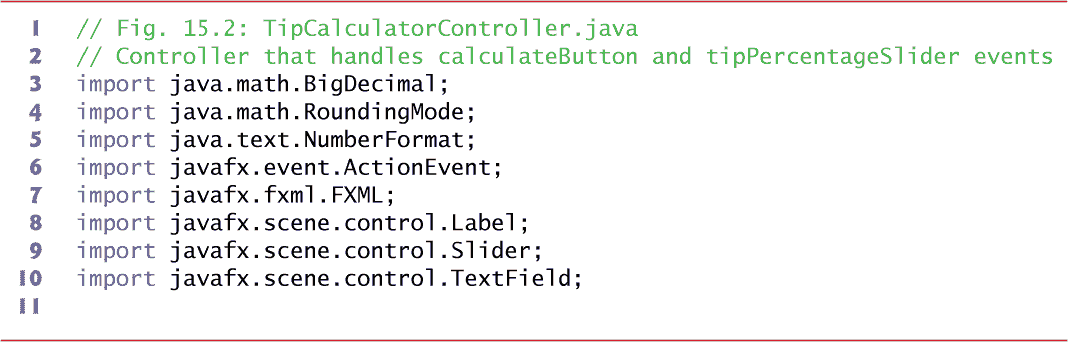 1 // Fig. 15.2: TipCalculatorController.java
2 // Controller that handles calculateButton and tipPercentageSlider events
3 import java.math.BigDecimal;
4 import java.math.RoundingMode;
5 import java.text.NumberFormat;
6 import javafx.event.ActionEvent;
7 import javafx.fxml.FXML;
8 import javafx.scene.control.Label;
9 import javafx.scene.control.Slider;
10 import javafx.scene.control.TextField;
11